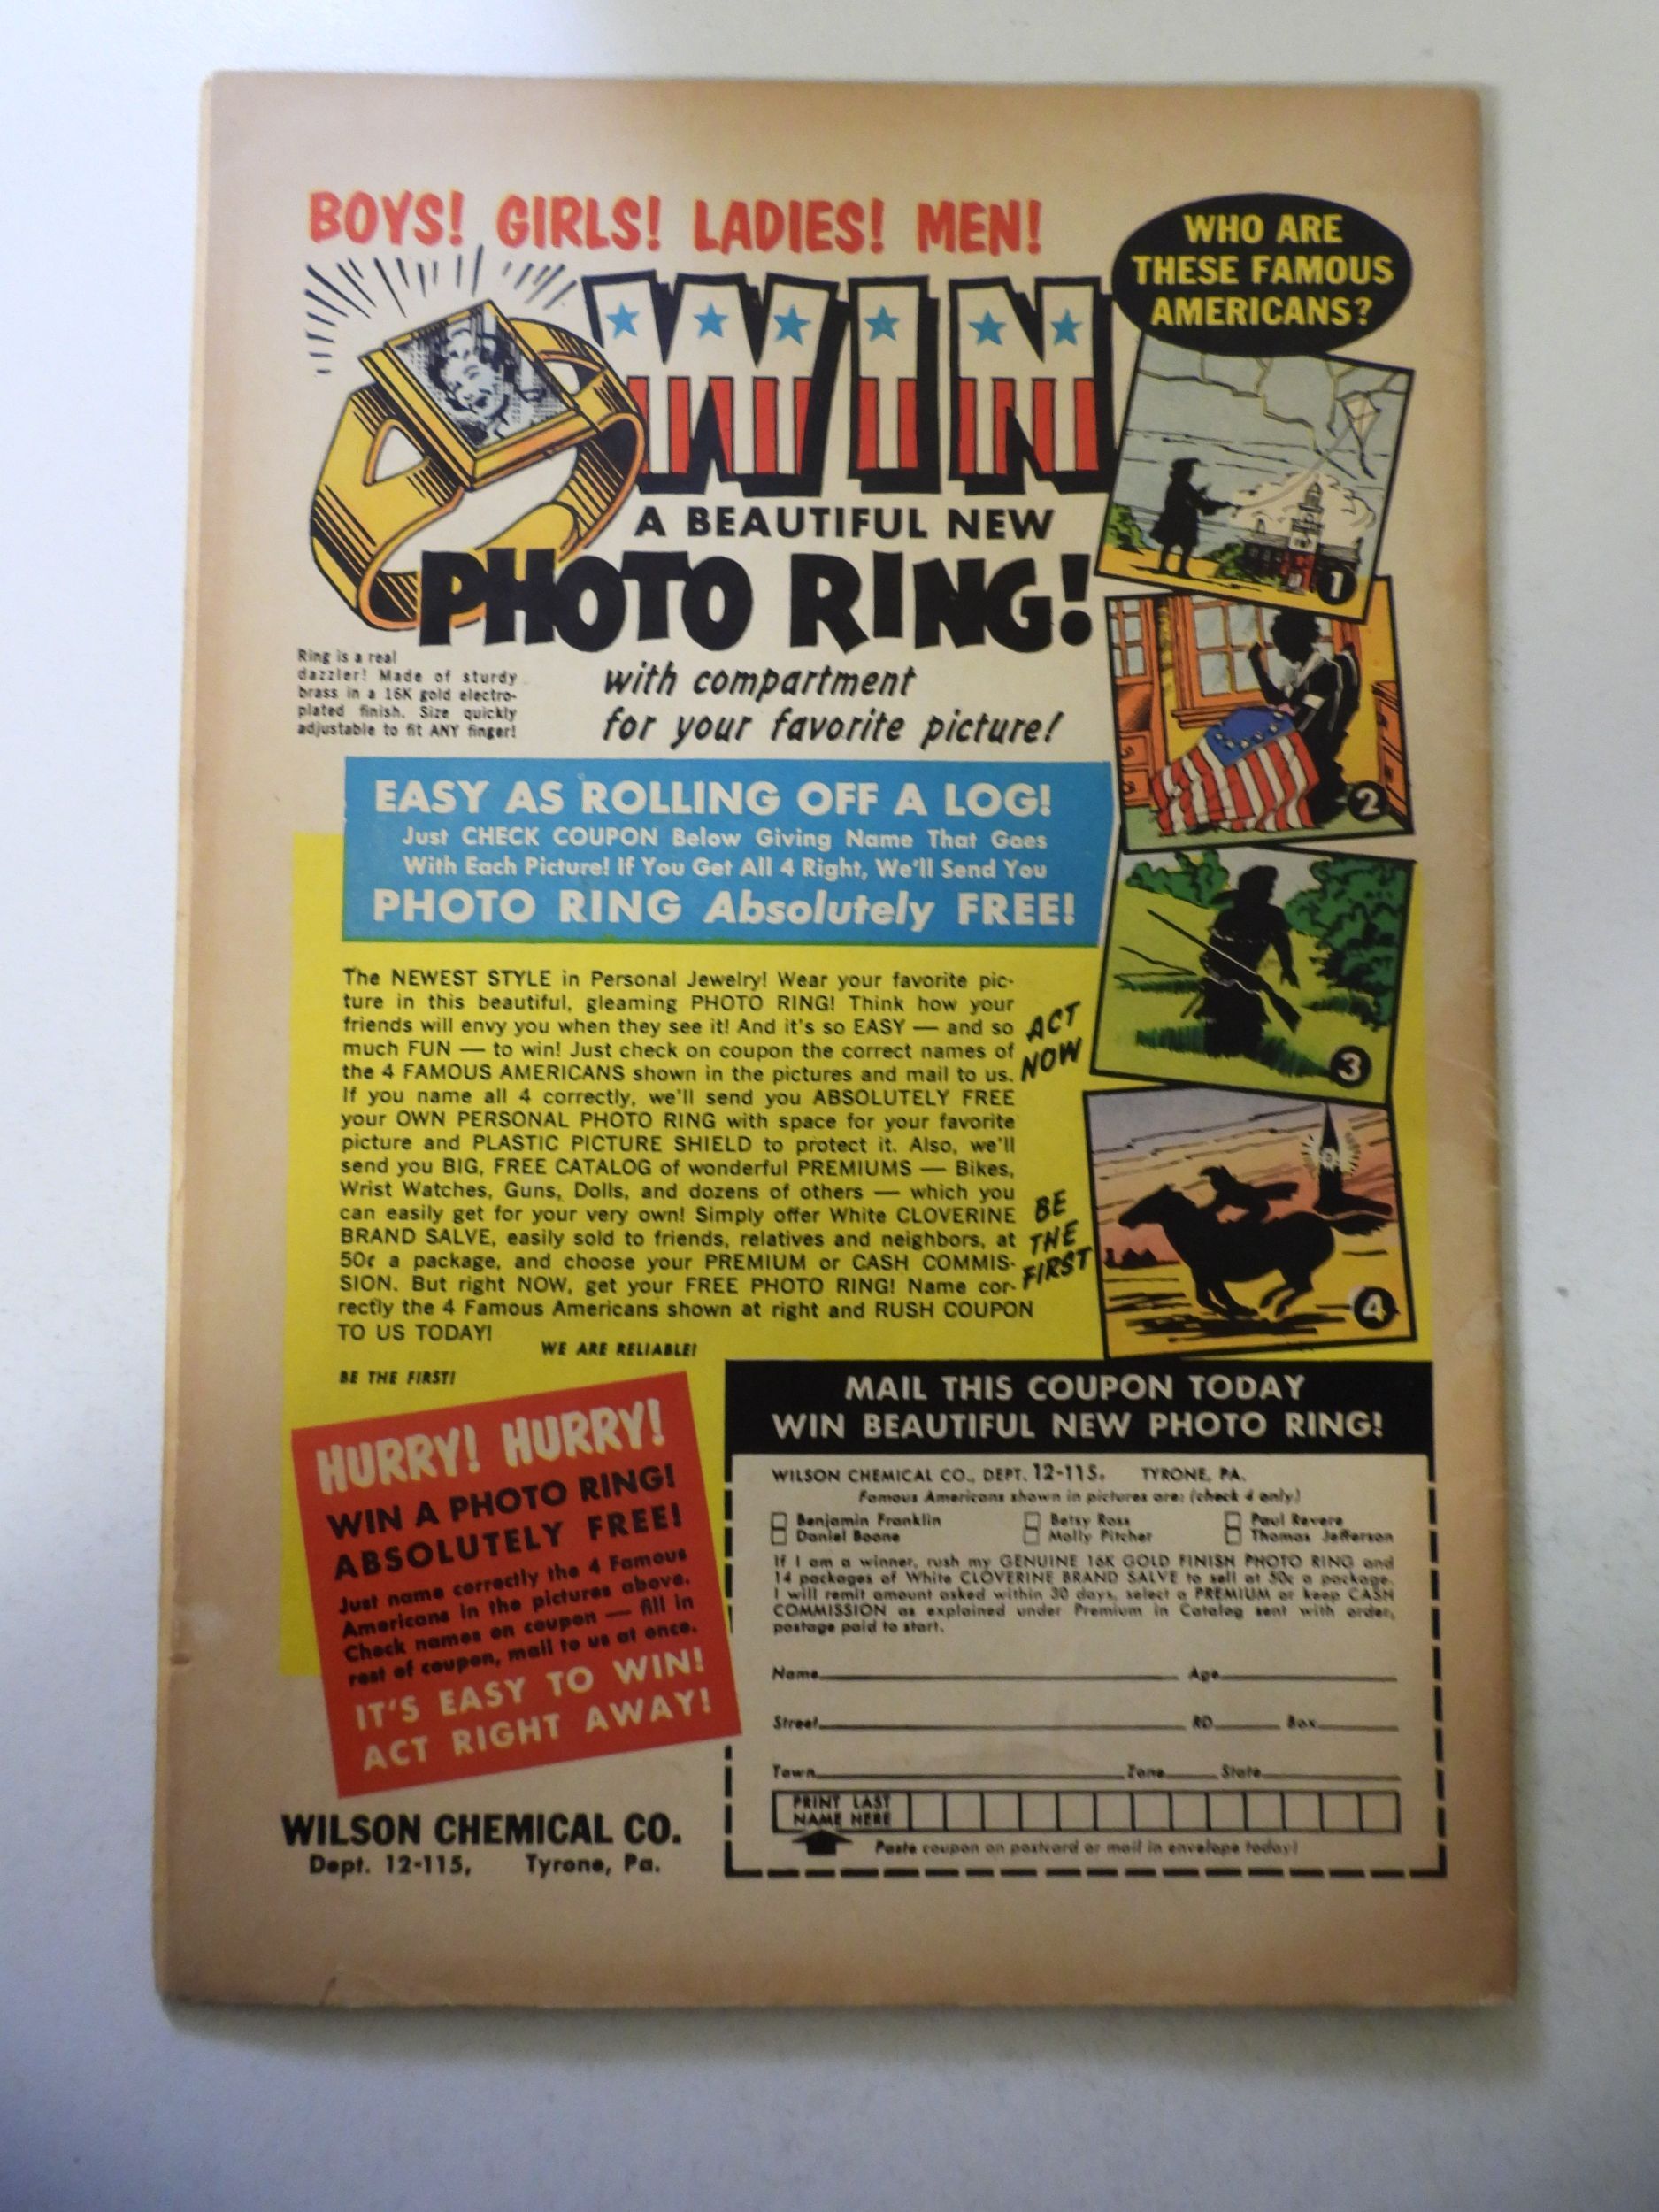 BOYS! GIRLS! LADIES! MEN!
WIN
A BEAUTIFUL NEW
PHOTO RING!
with compartment
for your favorite picture!
Ring is a real
dazzler! Made of sturdy
brass in a 16K gold electro-
plated finish. Size quickly
adjustable to fit ANY finger!
WHO ARE
THESE FAMOUS
AMERICANS?
1
2
3
4
EASY AS ROLLING OFF A LOG!
Just CHECK COUPON Below Giving Name That Goes
With Each Picture! If You Get All 4 Right, We'll Send You
PHOTO RING Absolutely FREE!
The NEWEST STYLE in Personal Jewelry! Wear your favorite pic-
ture in this beautiful, gleaming PHOTO RING! Think how your
friends will envy you when they see it! And it's so EASY — and so
much FUN — to win! Just check on coupon the correct names of
the 4 FAMOUS AMERICANS shown in the pictures and mail to us.
If you name all 4 correctly, we'll send you ABSOLUTELY FREE
your OWN PERSONAL PHOTO RING with space for your favorite
picture and PLASTIC PICTURE SHIELD to protect it. Also, we'll
send you BIG, FREE CATALOG of wonderful PREMIUMS — Bikes,
Wrist Watches, Guns, Dolls, and dozens of others — which you
can easily get for your very own! Simply offer White CLOVERINE
BRAND SALVE, easily sold to friends, relatives and neighbors, at
50¢ a package, and choose your PREMIUM or CASH COMMIS-
SION. But right NOW, get your FREE PHOTO RING! Name cor-
rectly the 4 Famous Americans shown at right and RUSH COUPON
TO US TODAY!
WE ARE RELIABLE!
BE THE FIRST!
ACT
NOW
BE
THE
FIRST
HURRY! HURRY!
WIN A PHOTO RING!
ABSOLUTELY FREE!
Just name correctly the 4 Famous
Americans in the pictures above.
Check names on coupon — fill in
rest of coupon, mail to us at once.
IT'S EASY TO WIN!
ACT RIGHT AWAY!
WILSON CHEMICAL CO.
Dept. 12-115, Tyrone, Pa.
MAIL THIS COUPON TODAY
WIN BEAUTIFUL NEW PHOTO RING!
WILSON CHEMICAL CO., DEPT. 12-115, TYRONE, PA.
Famous Americans shown in pictures are: (check 4 only)
Benjamin Franklin Betsy Ross Paul Revere
Daniel Boone Molly Pitcher Thomas Jefferson
If I am a winner, rush my GENUINE 16K GOLD FINISH PHOTO RING and
14 packages of White CLOVERINE BRAND SALVE to sell at 50c a package.
I will remit amount asked within 30 days, select a PREMIUM or keep CASH
COMMISSION as explained under Premium in Catalog sent with order,
postage paid to start.
Name Age
Street RD Box
Town Zone State
PRINT LAST
NAME HERE
Paste coupon on postcard or mail in envelope today!